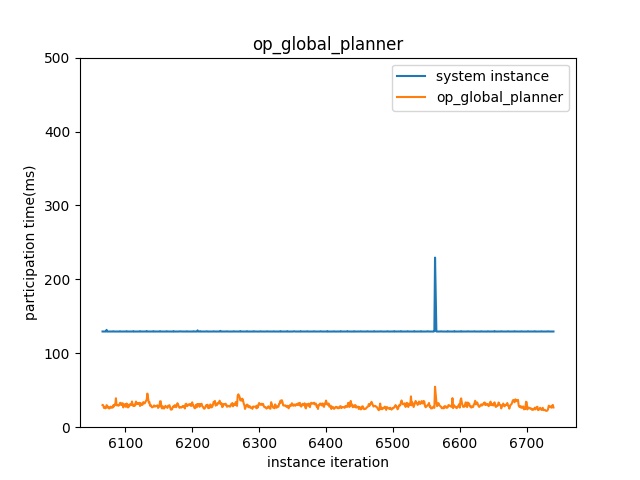 op_global_planner
system instance
op_global_planner
500
400
300
200
100
0
participation time(ms)
6100 6200 6300 6400 6500 6600 6700
instance iteration